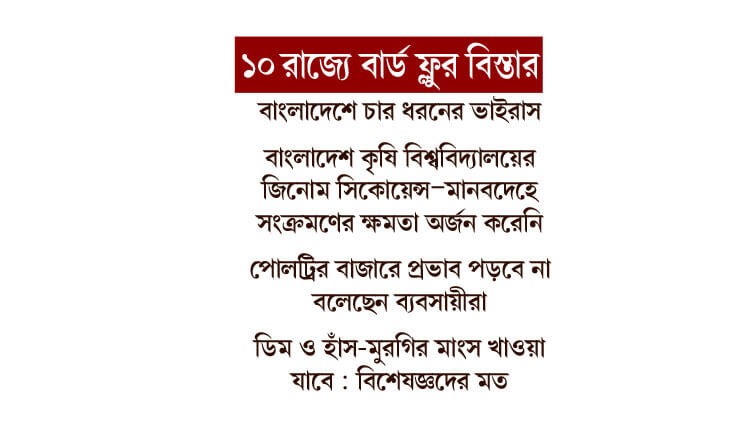 ১০ রাজ্যে বার্ড ফ্লুর বিস্তার
বাংলাদেশে চার ধরনের ভাইরাস
বাংলাদেশ কৃষি বিশ্ববিদ্যালয়ের
জিনোম সিকোয়েন্স–মানবদেহে
সংক্রমণের ক্ষমতা অর্জন করেনি
পোলট্রির বাজারে প্রভাব পড়বে না
বলেছেন ব্যবসায়ীরা
ডিম ও হাঁস-মুরগির মাংস খাওয়া
যাবে : বিশেষজ্ঞদের মত